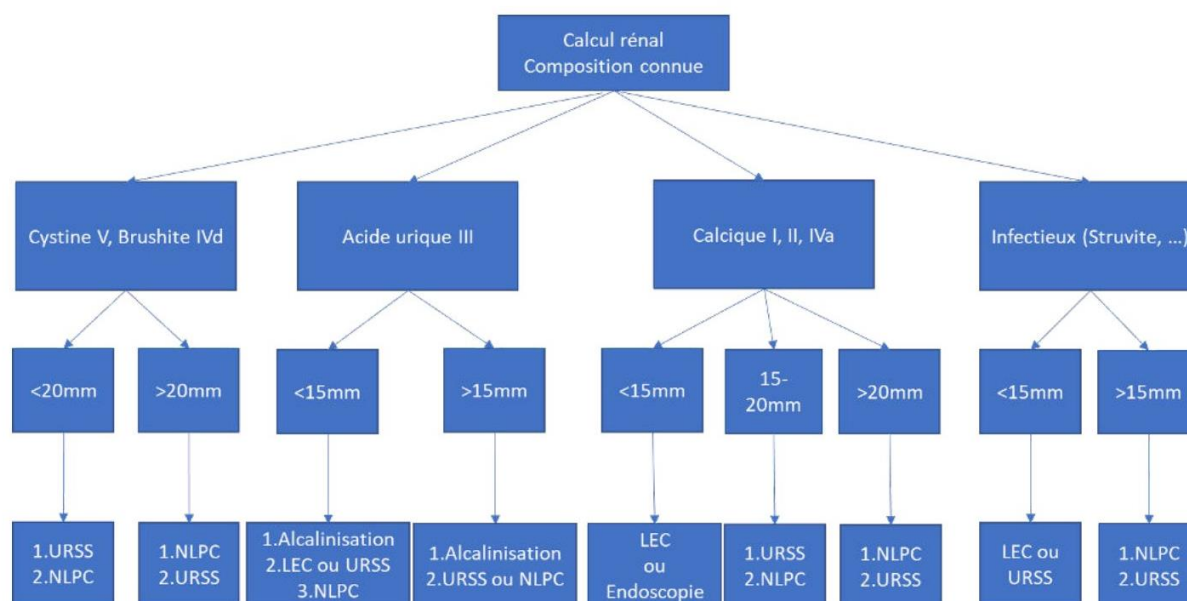 Calcul rénal
Composition connue
Cystine V, Brushite IVd
Acide urique III
Calcique I, II, IVa
Infectieux (Struvite, ...)
<20mm
>20mm
<15mm
>15mm
<15mm
15-
20mm
>20mm
<15mm
>15mm
1.URSS
2.NLPC
1.NLPC
2.URSS
1.Alcalinisation
2.LEC ou URSS
3.NLPC
1.Alcalinisation
2.URSS ou NLPC
LEC
ou
Endoscopie
1.URSS
2.NLPC
1.NLPC
2.URSS
LEC ou
URSS
1.NLPC
2.URSS